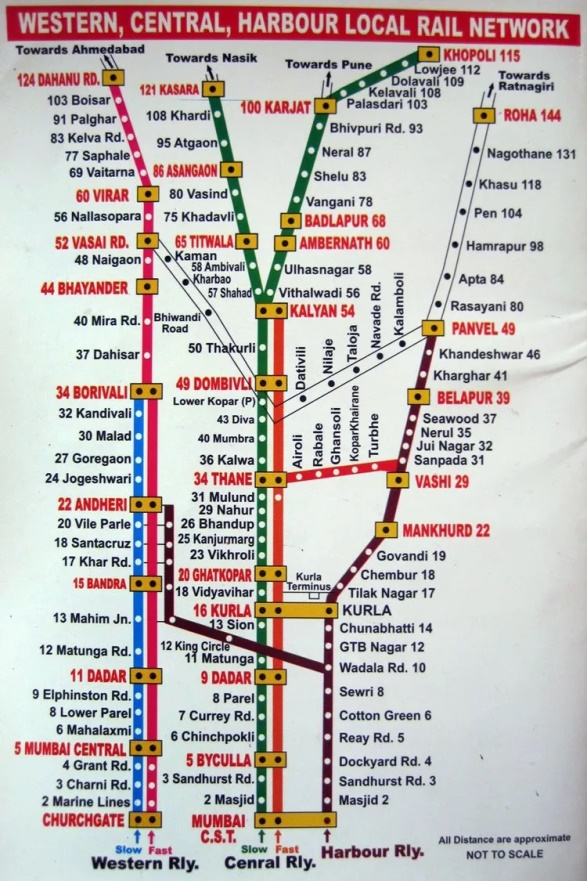 WESTERN, CENTRAL, HARBOUR LOCAL RAIL NETWORK
Towards Ahmedabad
124 DAHANU RD.
103 Boisar
91 Palghar
83 Kelva Rd.
77 Saphale
69 Vaitarna
60 VIRAR
56 Nallasopara
52 VASAI RD.
48 Naigaon
44 BHAYANDER
40 Mira Rd.
37 Dahisar
34 BORIVALI
32 Kandivali
30 Malad
27 Goregaon
24 Jogeshwari
22 ANDHERI
20 Vile Parle
18 Santacruz
17 Khar Rd.
15 BANDRA
13 Mahim Jn.
12 Matunga Rd.
11 DADAR
9 Elphinston Rd.
8 Lower Parel
6 Mahalaxmi
5 MUMBAI CENTRAL
4 Grant Rd.
3 Charni Rd.
2 Marine Lines
CHURCHGATE
Slow
Fast
Western Rly.
Towards Nasik
121 KASARA
108 Khardi
95 Atgaon
86 ASANGAON
80 Vasind
75 Khadavli
65 TITWALA
58 Ambivali
57 Shahad
Kaman
Kharbao
Bhiwandi
Road
Towards Pune
KHOPOLI 115
Lowjee 112
Dolavali 109
Kelavali 108
Palasdari 103
100 KARJAT
Bhivpuri Rd. 93
Neral 87
Shelu 83
Vangani 78
BADLAPUR 68
AMBERNATH 60
Ulhasnagar 58
Vithalwadi 56
KALYAN 54
50 Thakurli
49 DOMBIVLI
Lower Kopar (P)
43 Diva
40 Mumbra
36 Kalwa
34 THANE
31 Mulund
29 Nahur
26 Bhandup
25 Kanjurmarg
23 Vikhroli
20 GHATKOPAR
18 Vidyavihar
16 KURLA
13 Sion
12 King Circle
11 Matunga
9 DADAR
8 Parel
7 Currey Rd.
6 Chinchpokli
5 BYCULLA
3 Sandhurst Rd.
2 Masjid
MUMBAI
C.S.T.
Slow
Fast
Cenral Rly.
Dativili
Nilaje
Taloja
Navade Rd.
Kalamboli
Airoli
Rabale
Ghansoli
KoparKhairane
Turbhe
Towards
Ratnagiri
ROHA 144
Nagothane 131
Khasu 118
Pen 104
Hamrapur 98
Apta 84
Rasayani 80
PANVEL 49
Khandeshwar 46
Kharghar 41
BELAPUR 39
Seawood 37
Nerul 35
Jui Nagar 32
Sanpada 31
VASHI 29
MANKHURD 22
Govandi 19
Chembur 18
Tilak Nagar 17
Kurla
Terminus
KURLA
Chunabhatti 14
GTB Nagar 12
Wadala Rd. 10
Sewri 8
Cotton Green 6
Reay Rd. 5
Dockyard Rd. 4
Sandhurst Rd. 3
Masjid 2
Harbour Rly.
All Distance are approximate
NOT TO SCALE